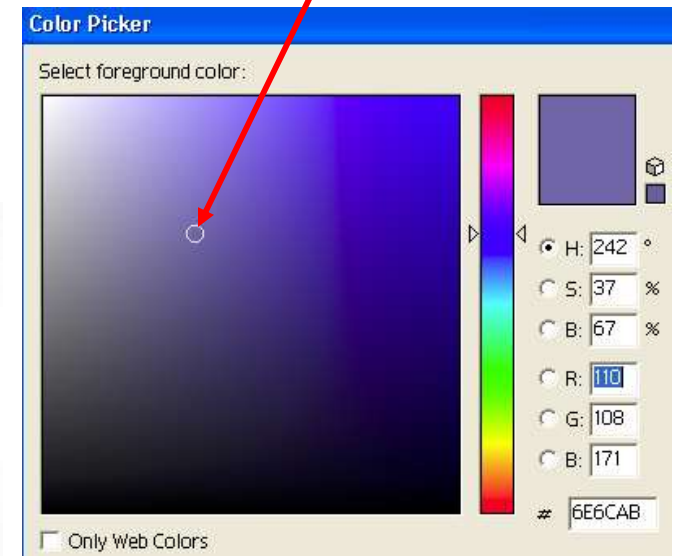 Color Picker
Select foreground color:
H: 242 °
S: 37 %
B: 67 %
R: 110
G: 108
B: 171
# 6E6CAB
Only Web Colors